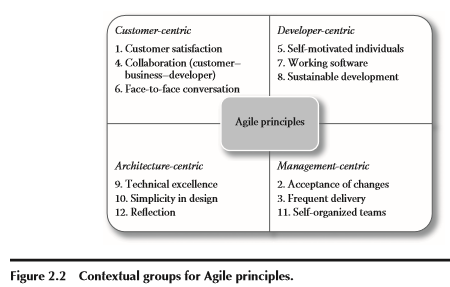 Customer-centric
1. Customer satisfaction
4. Collaboration (customer–
business–developer)
6. Face-to-face conversation
Developer-centric
5. Self-motivated individuals
7. Working software
8. Sustainable development
Agile principles
Architecture-centric
9. Technical excellence
10. Simplicity in design
12. Reflection
Management-centric
2. Acceptance of changes
3. Frequent delivery
11. Self-organized teams
Figure 2.2 Contextual groups for Agile principles.